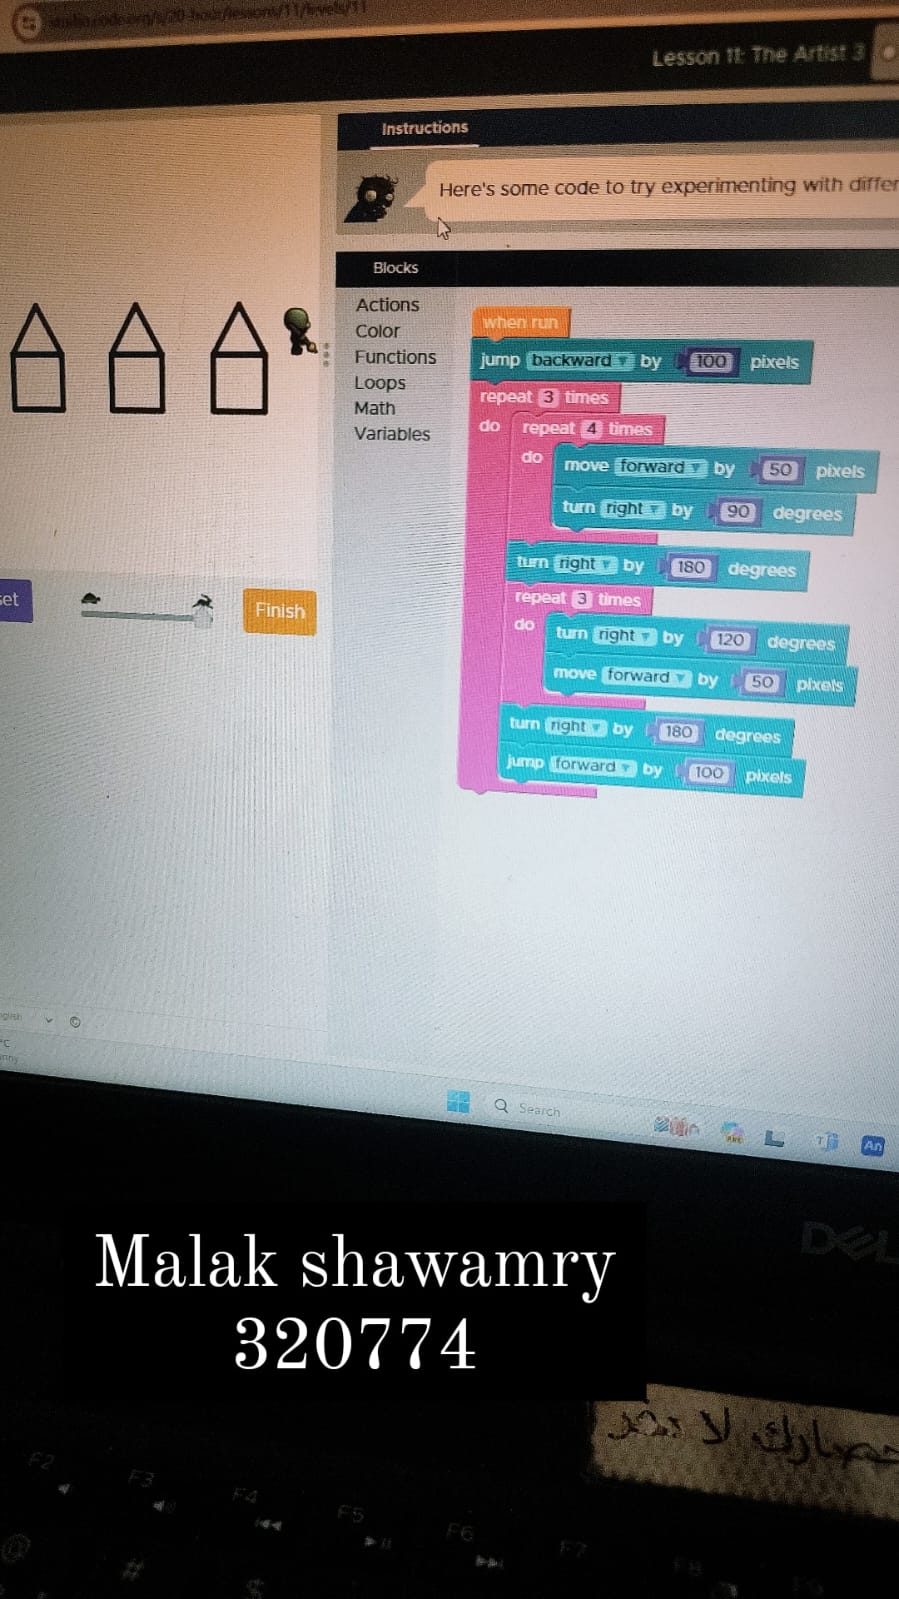 studio.code.org/s/20-hour/lessons/11/levels/11
Lesson 11: The Artist 3
Instructions
Here's some code to try experimenting with differ
Blocks
Actions
Color
Functions
Loops
Math
Variables
when run
jump backward by 100 pixels
repeat 3 times
do repeat 4 times
do move forward by 50 pixels
turn right by 90 degrees
turn right by 180 degrees
repeat 3 times
do turn right by 120 degrees
move forward by 50 pixels
turn right by 180 degrees
jump forward by 100 pixels
set
Finish
nglish
°C
unny
Search
An
DELL
Malak shawamry
320774
لا
F2
F3
F4
F5
F6
F7
F8
#
$